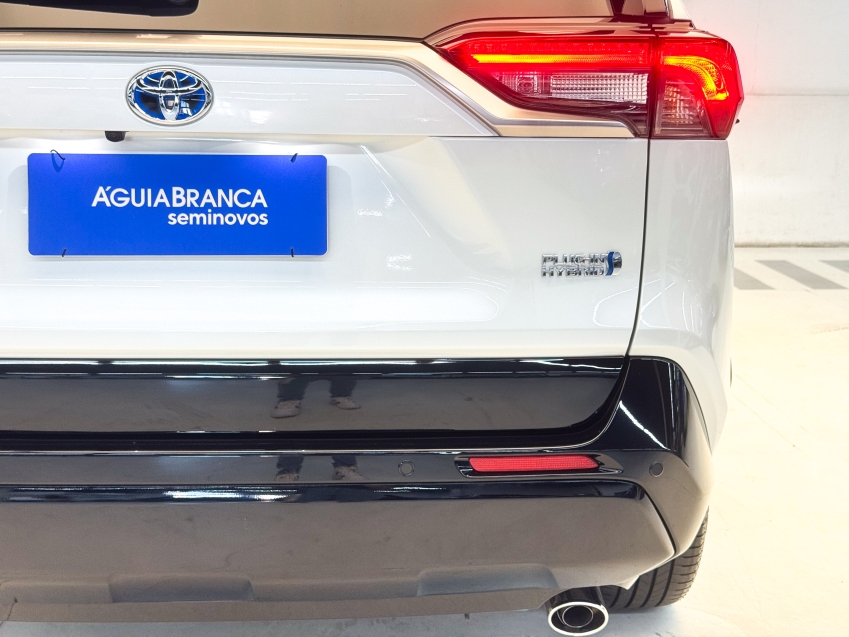 ÁGUIABRANCA
seminovos
PLUG-IN
HYBRID